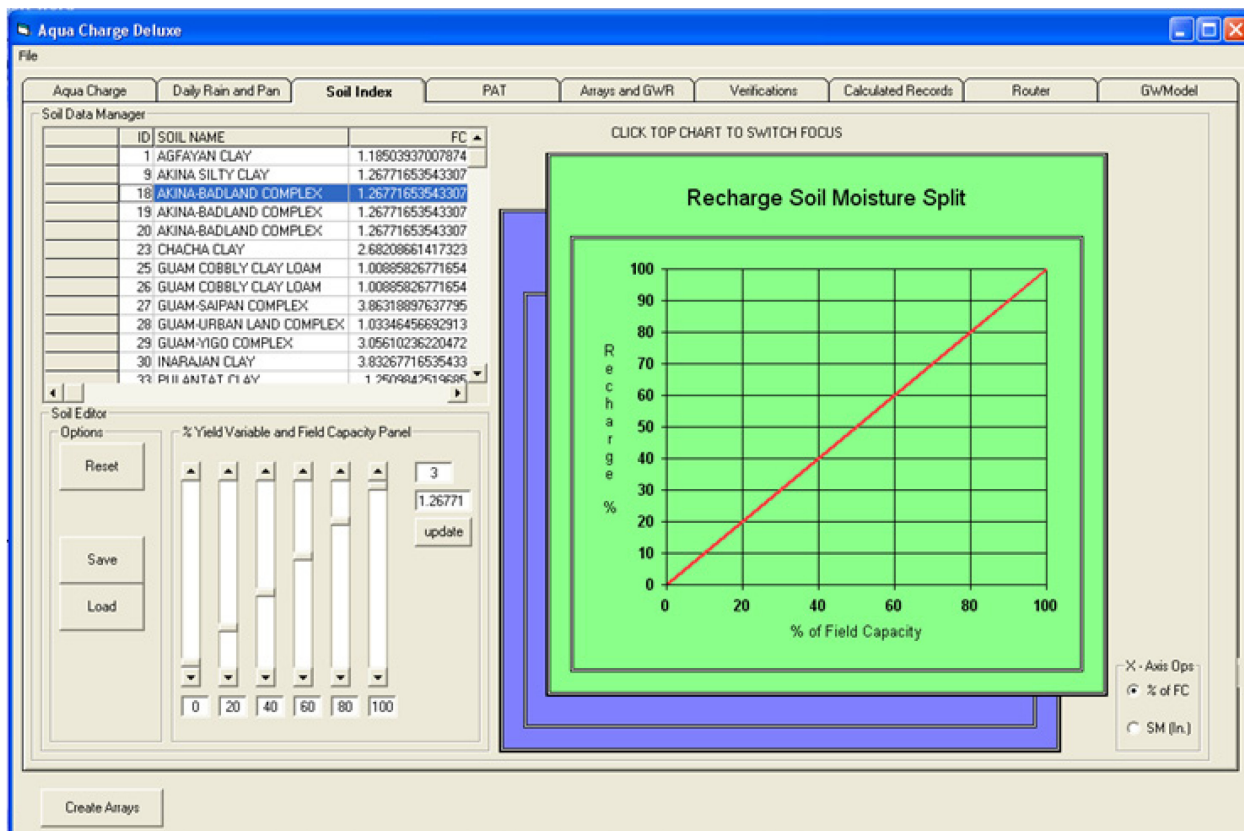 Aqua Charge Deluxe
File
Aqua Charge Daily Rain and Pan Soil Index PAT Arrays and GWR Verifications Calculated Records Router GWModel
Soil Data Manager
ID SOIL NAME FC
1 AGFAYAN CLAY 1.18503937007874
9 AKINA SILTY CLAY 1.26771653543307
18 AKINA-BADLAND COMPLEX 1.26771653543307
19 AKINA-BADLAND COMPLEX 1.26771653543307
20 AKINA-BADLAND COMPLEX 1.26771653543307
23 CHACHA CLAY 2.68208661417323
25 GUAM COBBLY CLAY LOAM 1.00885826771654
26 GUAM COBBLY CLAY LOAM 1.00885826771654
27 GUAM-SAIPAN COMPLEX 3.86318897637795
28 GUAM-URBAN LAND COMPLEX 1.03346456692913
29 GUAM-YIGO COMPLEX 3.05610236220472
30 INARAJAN CLAY 3.83267716535433
33 PULANTAT CLAY 1.2509842519685
Soil Editor
Options
Reset
Save
Load
% Yield Variable and Field Capacity Panel
3
1.26771
update
0 20 40 60 80 100
CLICK TOP CHART TO SWITCH FOCUS
Recharge Soil Moisture Split
Recharge %
100
90
80
70
60
50
40
30
20
10
0
0 20 40 60 80 100
% of Field Capacity
X - Axis Ops
% of FC
SM (In.)
Create Arrays